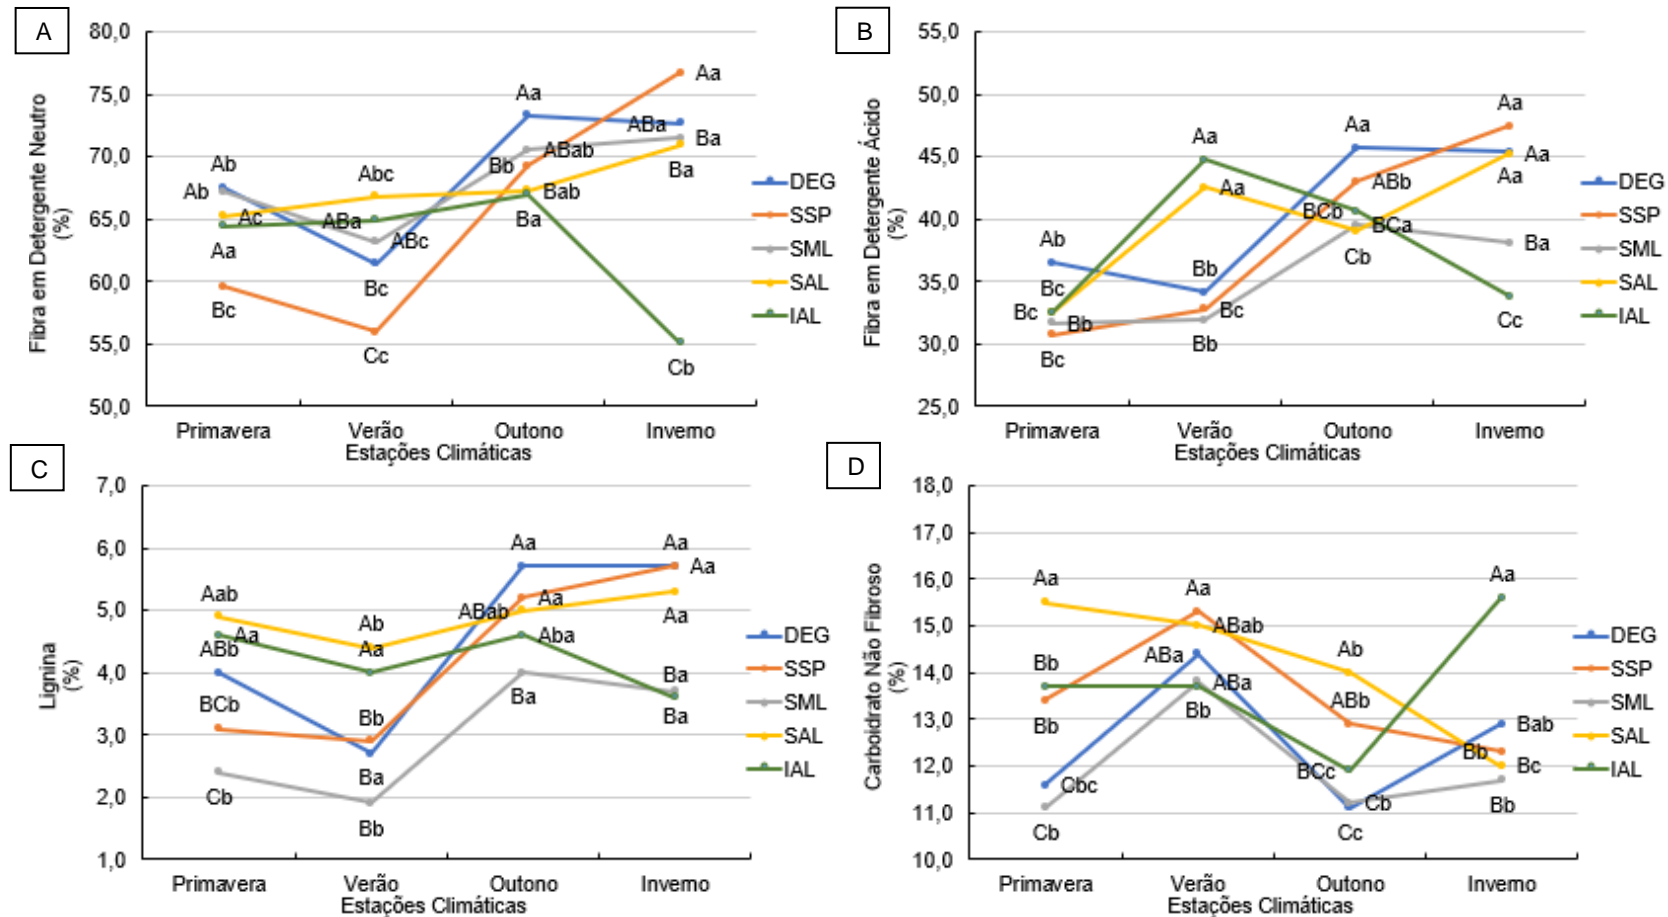 A
80,0
75,0
70,0
65,0
60,0
55,0
50,0
Fibra em Detergente Neutro
(%)
Ab
Ab
Ac
Aa
Bc
Abc
ABa
ABc
Bc
Cc
Aa
Bb
ABab
Bab
Ba
Aa
ABa
Ba
Ba
Cb
DEG
SSP
SML
SAL
IAL
Primavera
Verão
Outono
Inverno
Estações Climáticas
B
55,0
50,0
45,0
40,0
35,0
30,0
25,0
Fibra em Detergente Ácido
(%)
Ab
Bc
Bc
Bb
Bc
Aa
Aa
Bb
Bc
Bb
Aa
ABb
BCb
BCa
Cb
Aa
Aa
Aa
Ba
Cc
DEG
SSP
SML
SAL
IAL
Primavera
Verão
Outono
Inverno
Estações Climáticas
C
7,0
6,0
5,0
4,0
3,0
2,0
1,0
Lignina
(%)
Aab
Aa
ABb
BCb
Cb
Ab
Aa
Bb
Ba
Bb
Aa
ABab
Aa
Aba
Ba
Aa
Aa
Aa
Ba
Ba
DEG
SSP
SML
SAL
IAL
Primavera
Verão
Outono
Inverno
Estações Climáticas
D
18,0
17,0
16,0
15,0
14,0
13,0
12,0
11,0
10,0
Carboidrato Não Fibroso
(%)
Aa
Bb
Bb
Cbc
Cb
Aa
ABab
ABa
ABa
Bb
Ab
ABb
BCc
Cb
Cc
Aa
Bab
Bb
Bc
Bb
DEG
SSP
SML
SAL
IAL
Primavera
Verão
Outono
Inverno
Estações Climáticas